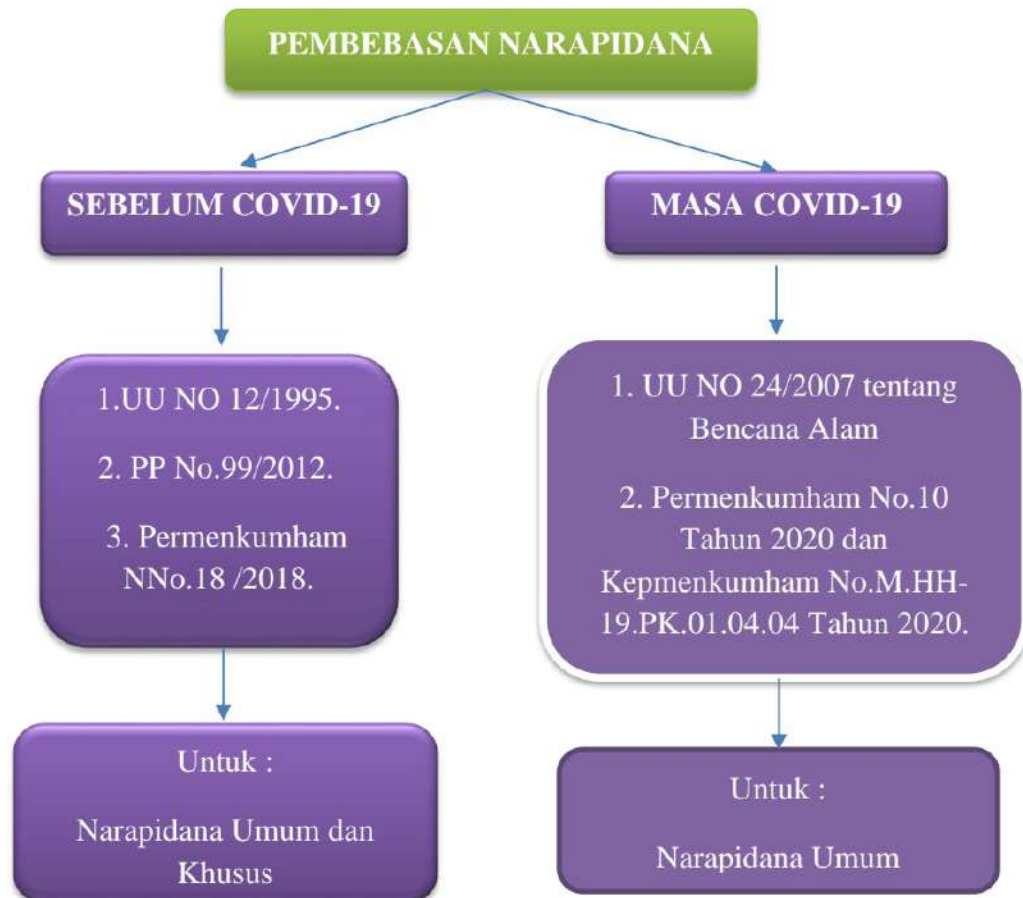 PEMBEBASAN NARAPIDANA
SEBELUM COVID-19
MASA COVID-19
1.UU NO 12/1995.
2. PP No.99/2012.
3. Permenkumham
NNo.18 /2018.
1. UU NO 24/2007 tentang
Bencana Alam
2. Permenkumham No.10
Tahun 2020 dan
Kepmenkumham No.M.HH-
19.PK.01.04.04 Tahun 2020.
Untuk :
Narapidana Umum dan
Khusus
Untuk :
Narapidana Umum